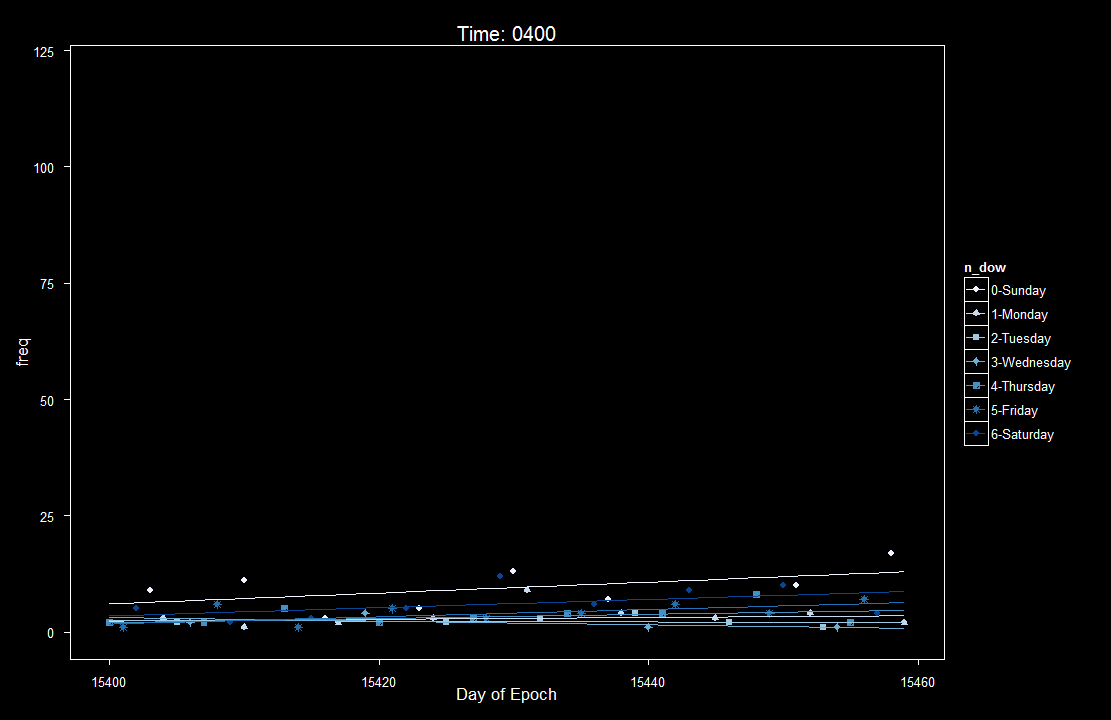 Time: 0400
125
100
75
50
25
0
freq
15400
15420
15440
15460
Day of Epoch
n_dow
0-Sunday
1-Monday
2-Tuesday
3-Wednesday
4-Thursday
5-Friday
6-Saturday